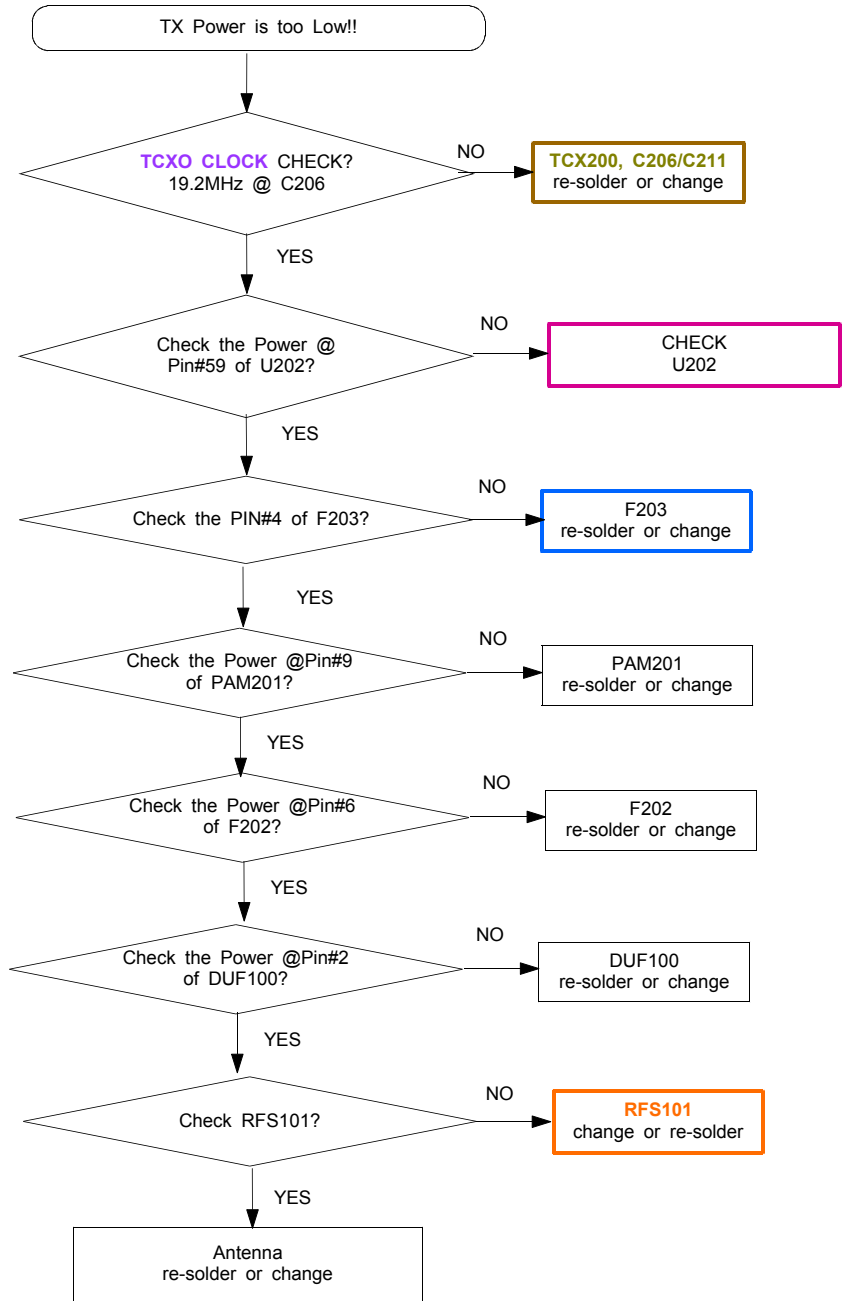 TX Power is too Low!!
TCXO CLOCK CHECK?
19.2MHz @ C206
NO
TCX200, C206/C211
re-solder or change
YES
Check the Power @
Pin#59 of U202?
NO
CHECK
U202
YES
Check the PIN#4 of F203?
NO
F203
re-solder or change
YES
Check the Power @Pin#9
of PAM201?
NO
PAM201
re-solder or change
YES
Check the Power @Pin#6
of F202?
NO
F202
re-solder or change
YES
Check the Power @Pin#2
of DUF100?
NO
DUF100
re-solder or change
YES
Check RFS101?
NO
RFS101
change or re-solder
YES
Antenna
re-solder or change